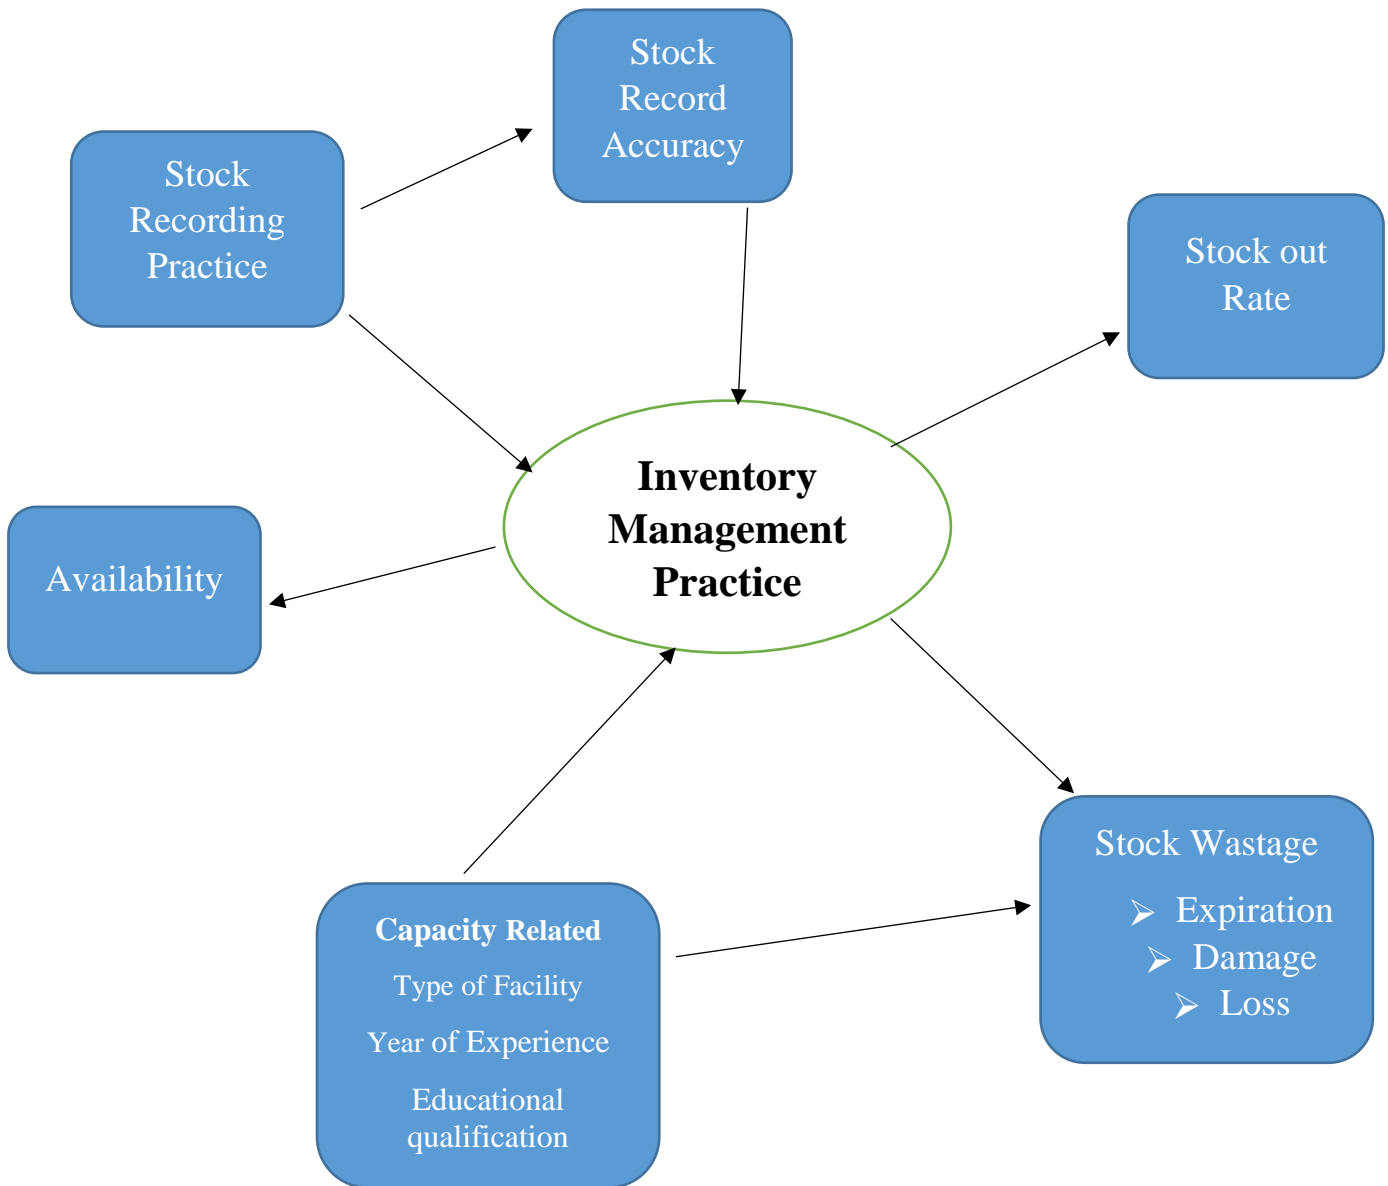 Stock
Record
Accuracy
Stock
Recording
Practice
Stock out
Rate
Inventory
Management
Practice
Availability
Stock Wastage
Expiration
Damage
Loss
Capacity Related
Type of Facility
Year of Experience
Educational
qualification